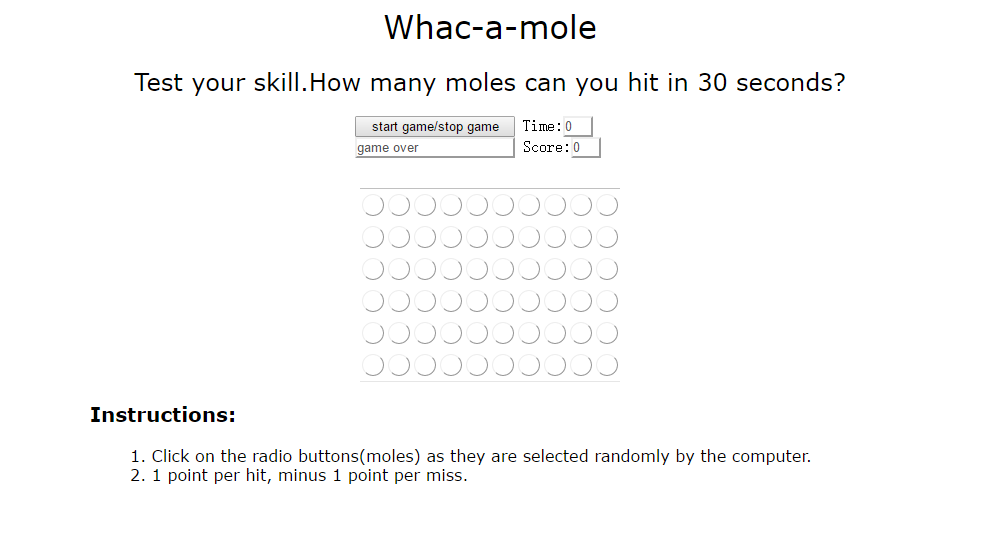 Whac-a-mole
Test your skill.How many moles can you hit in 30 seconds?
start game/stop game Time:0
game over Score:0
Instructions:
1. Click on the radio buttons(moles) as they are selected randomly by the computer.
2. 1 point per hit, minus 1 point per miss.